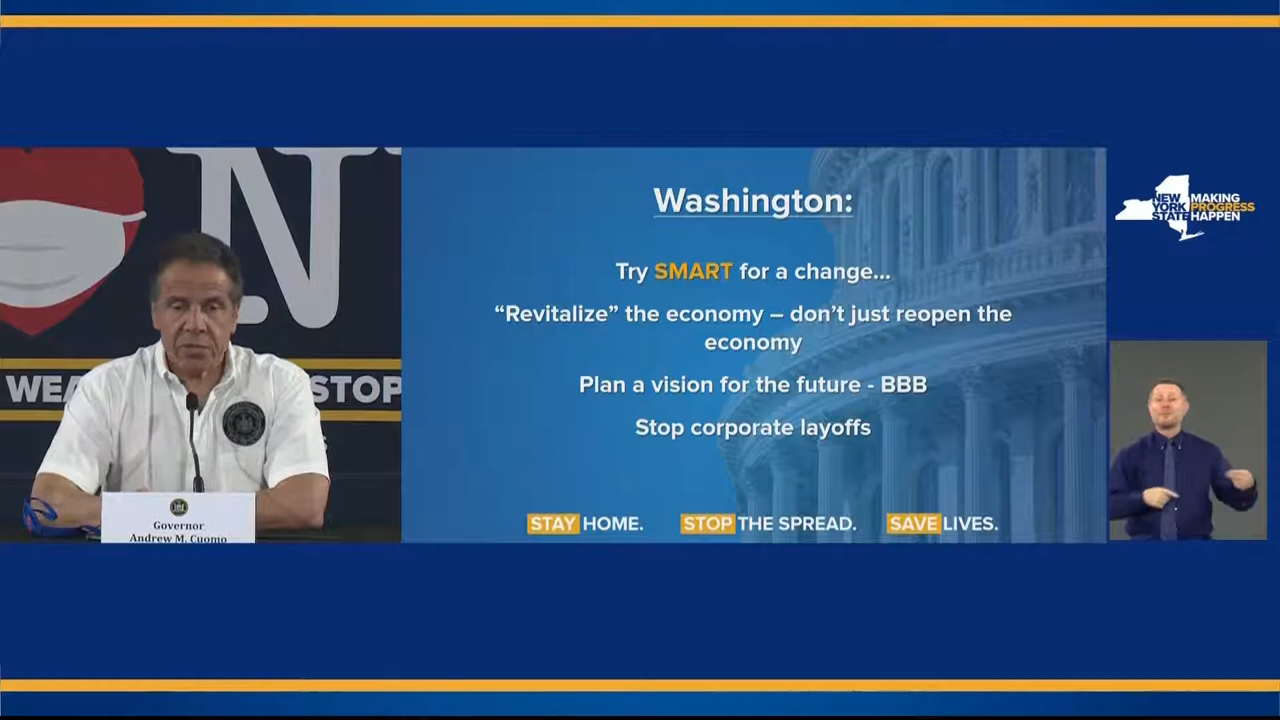 N
WEA
STOP
Governor
Andrew M. Cuomo
Washington:
Try SMART for a change...
“Revitalize” the economy – don’t just reopen the
economy
Plan a vision for the future - BBB
Stop corporate layoffs
STAY HOME. STOP THE SPREAD. SAVE LIVES.
NEW
YORK
STATE
MAKING
PROGRESS
HAPPEN